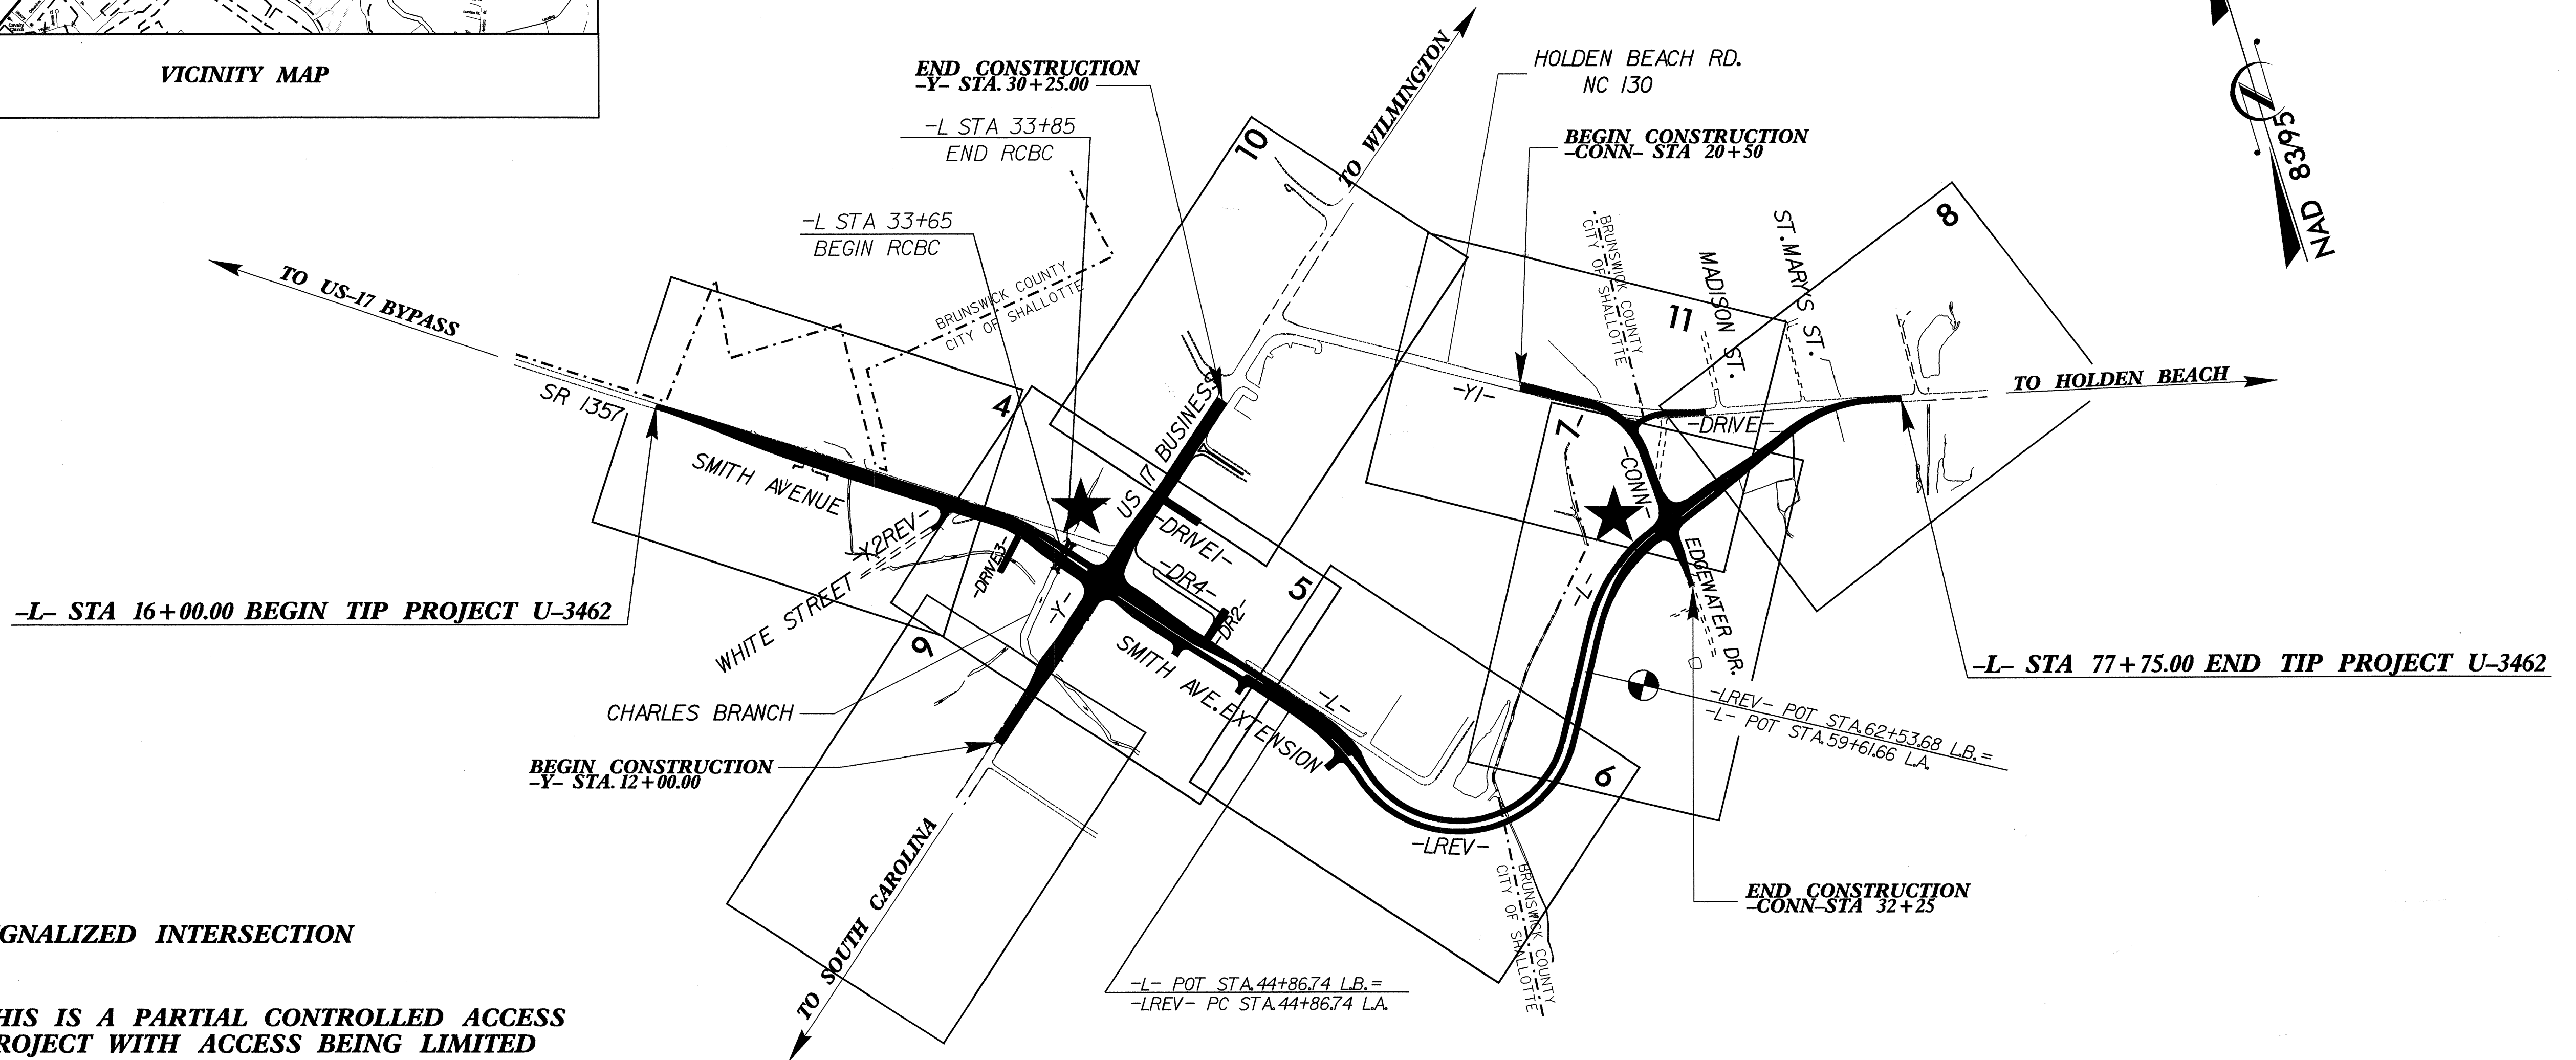 VICINITY MAP
END CONSTRUCTION
-Y- STA. 30+25.00
-L STA 33+85
END RCBC
-L STA 33+65
BEGIN RCBC
TO WILMINGTON
HOLDEN BEACH RD.
NC 130
BEGIN CONSTRUCTION
-CONN- STA 20+50
NAD 83/95
TO US-17 BYPASS
SR 1357
BRUNSWICK COUNTY
CITY OF SHALLOTTE
10
4
US 17 BUSINESS
-Y1-
BRUNSWICK COUNTY
CITY OF SHALLOTTE
11
MADISON ST.
ST. MARY'S ST.
8
TO HOLDEN BEACH
-DRIVE-
7
-CONN-
SMITH AVENUE
-Y2REV-
WHITE STREET
-DRIVE3-
-Y-
-DRIVE1-
-DR4-
-DR2-
5
-L-
EDGEWATER DR.
-L- STA 16+00.00 BEGIN TIP PROJECT U-3462
9
SMITH AVE. EXTENSION
-L-
-L- STA 77+75.00 END TIP PROJECT U-3462
-LREV- POT STA. 62+53.68 L.B. =
-L- POT STA. 59+61.66 L.A.
CHARLES BRANCH
BEGIN CONSTRUCTION
-Y- STA. 12+00.00
6
-LREV-
BRUNSWICK COUNTY
CITY OF SHALLOTTE
END CONSTRUCTION
-CONN-STA 32+25
TO SOUTH CAROLINA
-L- POT STA. 44+86.74 L.B. =
-LREV- PC STA. 44+86.74 L.A.
GNALIZED INTERSECTION
HIS IS A PARTIAL CONTROLLED ACCESS
ROJECT WITH ACCESS BEING LIMITED